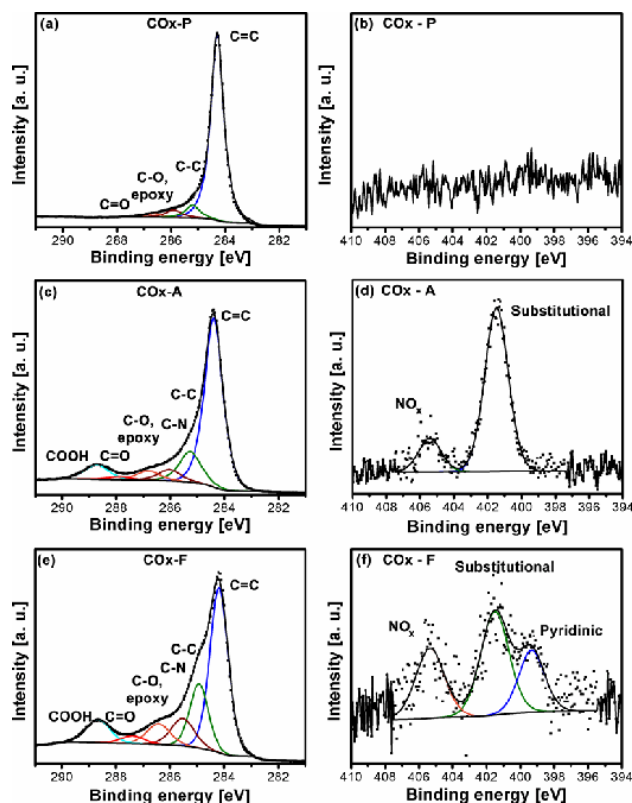 (a) COx-P
C=C
C-C
C-O,
epoxy
C=O
Intensity [a. u.]
290 288 286 284 282
Binding energy [eV]
(b) COx - P
Intensity [a. u.]
410 408 406 404 402 400 398 396 394
Binding energy [eV]
(c) COx-A
C=C
C-C
C-O,
epoxy
C-N
COOH
C=O
Intensity [a. u.]
290 288 286 284 282
Binding energy [eV]
(d) COx - A
Substitutional
NOx
Intensity [a. u.]
410 408 406 404 402 400 398 396 394
Binding energy [eV]
(e) COx-F
C=C
C-C
C-N
C-O,
epoxy
COOH
C=O
Intensity [a. u.]
290 288 286 284 282
Binding energy [eV]
(f) COx - F
Substitutional
NOx
Pyridinic
Intensity [a. u.]
410 408 406 404 402 400 398 396 394
Binding energy [eV]